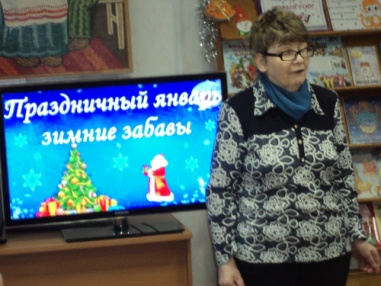 Праздничный январь
зимние забавы